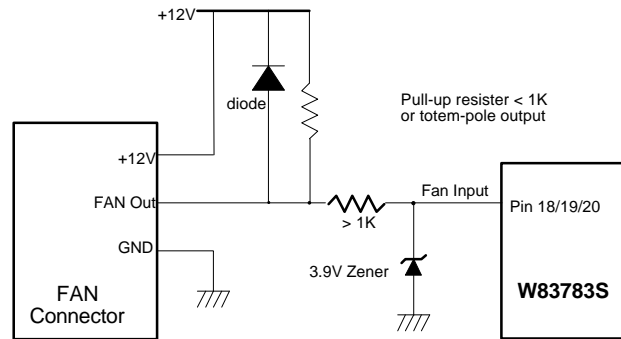 +12V
diode
Pull-up resister < 1K
or totem-pole output
+12V
FAN Out
GND
FAN
Connector
> 1K
Fan Input
3.9V Zener
Pin 18/19/20
W83783S